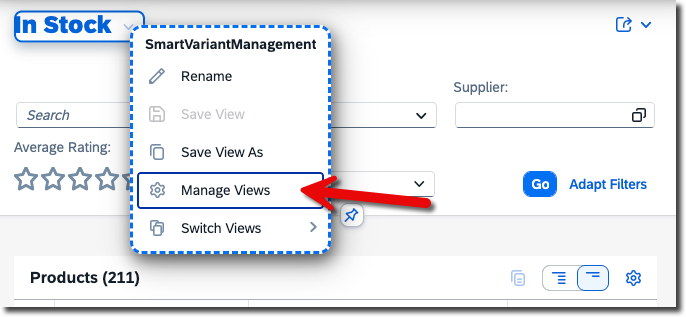 In Stock
SmartVariantManagement
Rename
Save View
Save View As
Manage Views
Switch Views
Search
Supplier:
Average Rating:
Go
Adapt Filters
Products (211)